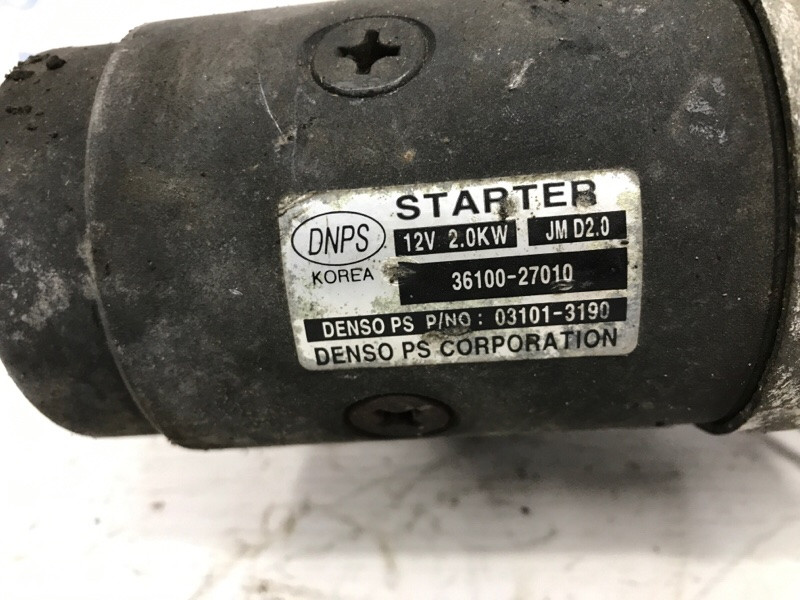 STARTER
DNPS
12V 2.0KW JM D2.0
KOREA
36100-27010
DENSO PS P/NO: 03101-3190
DENSO PS CORPORATION